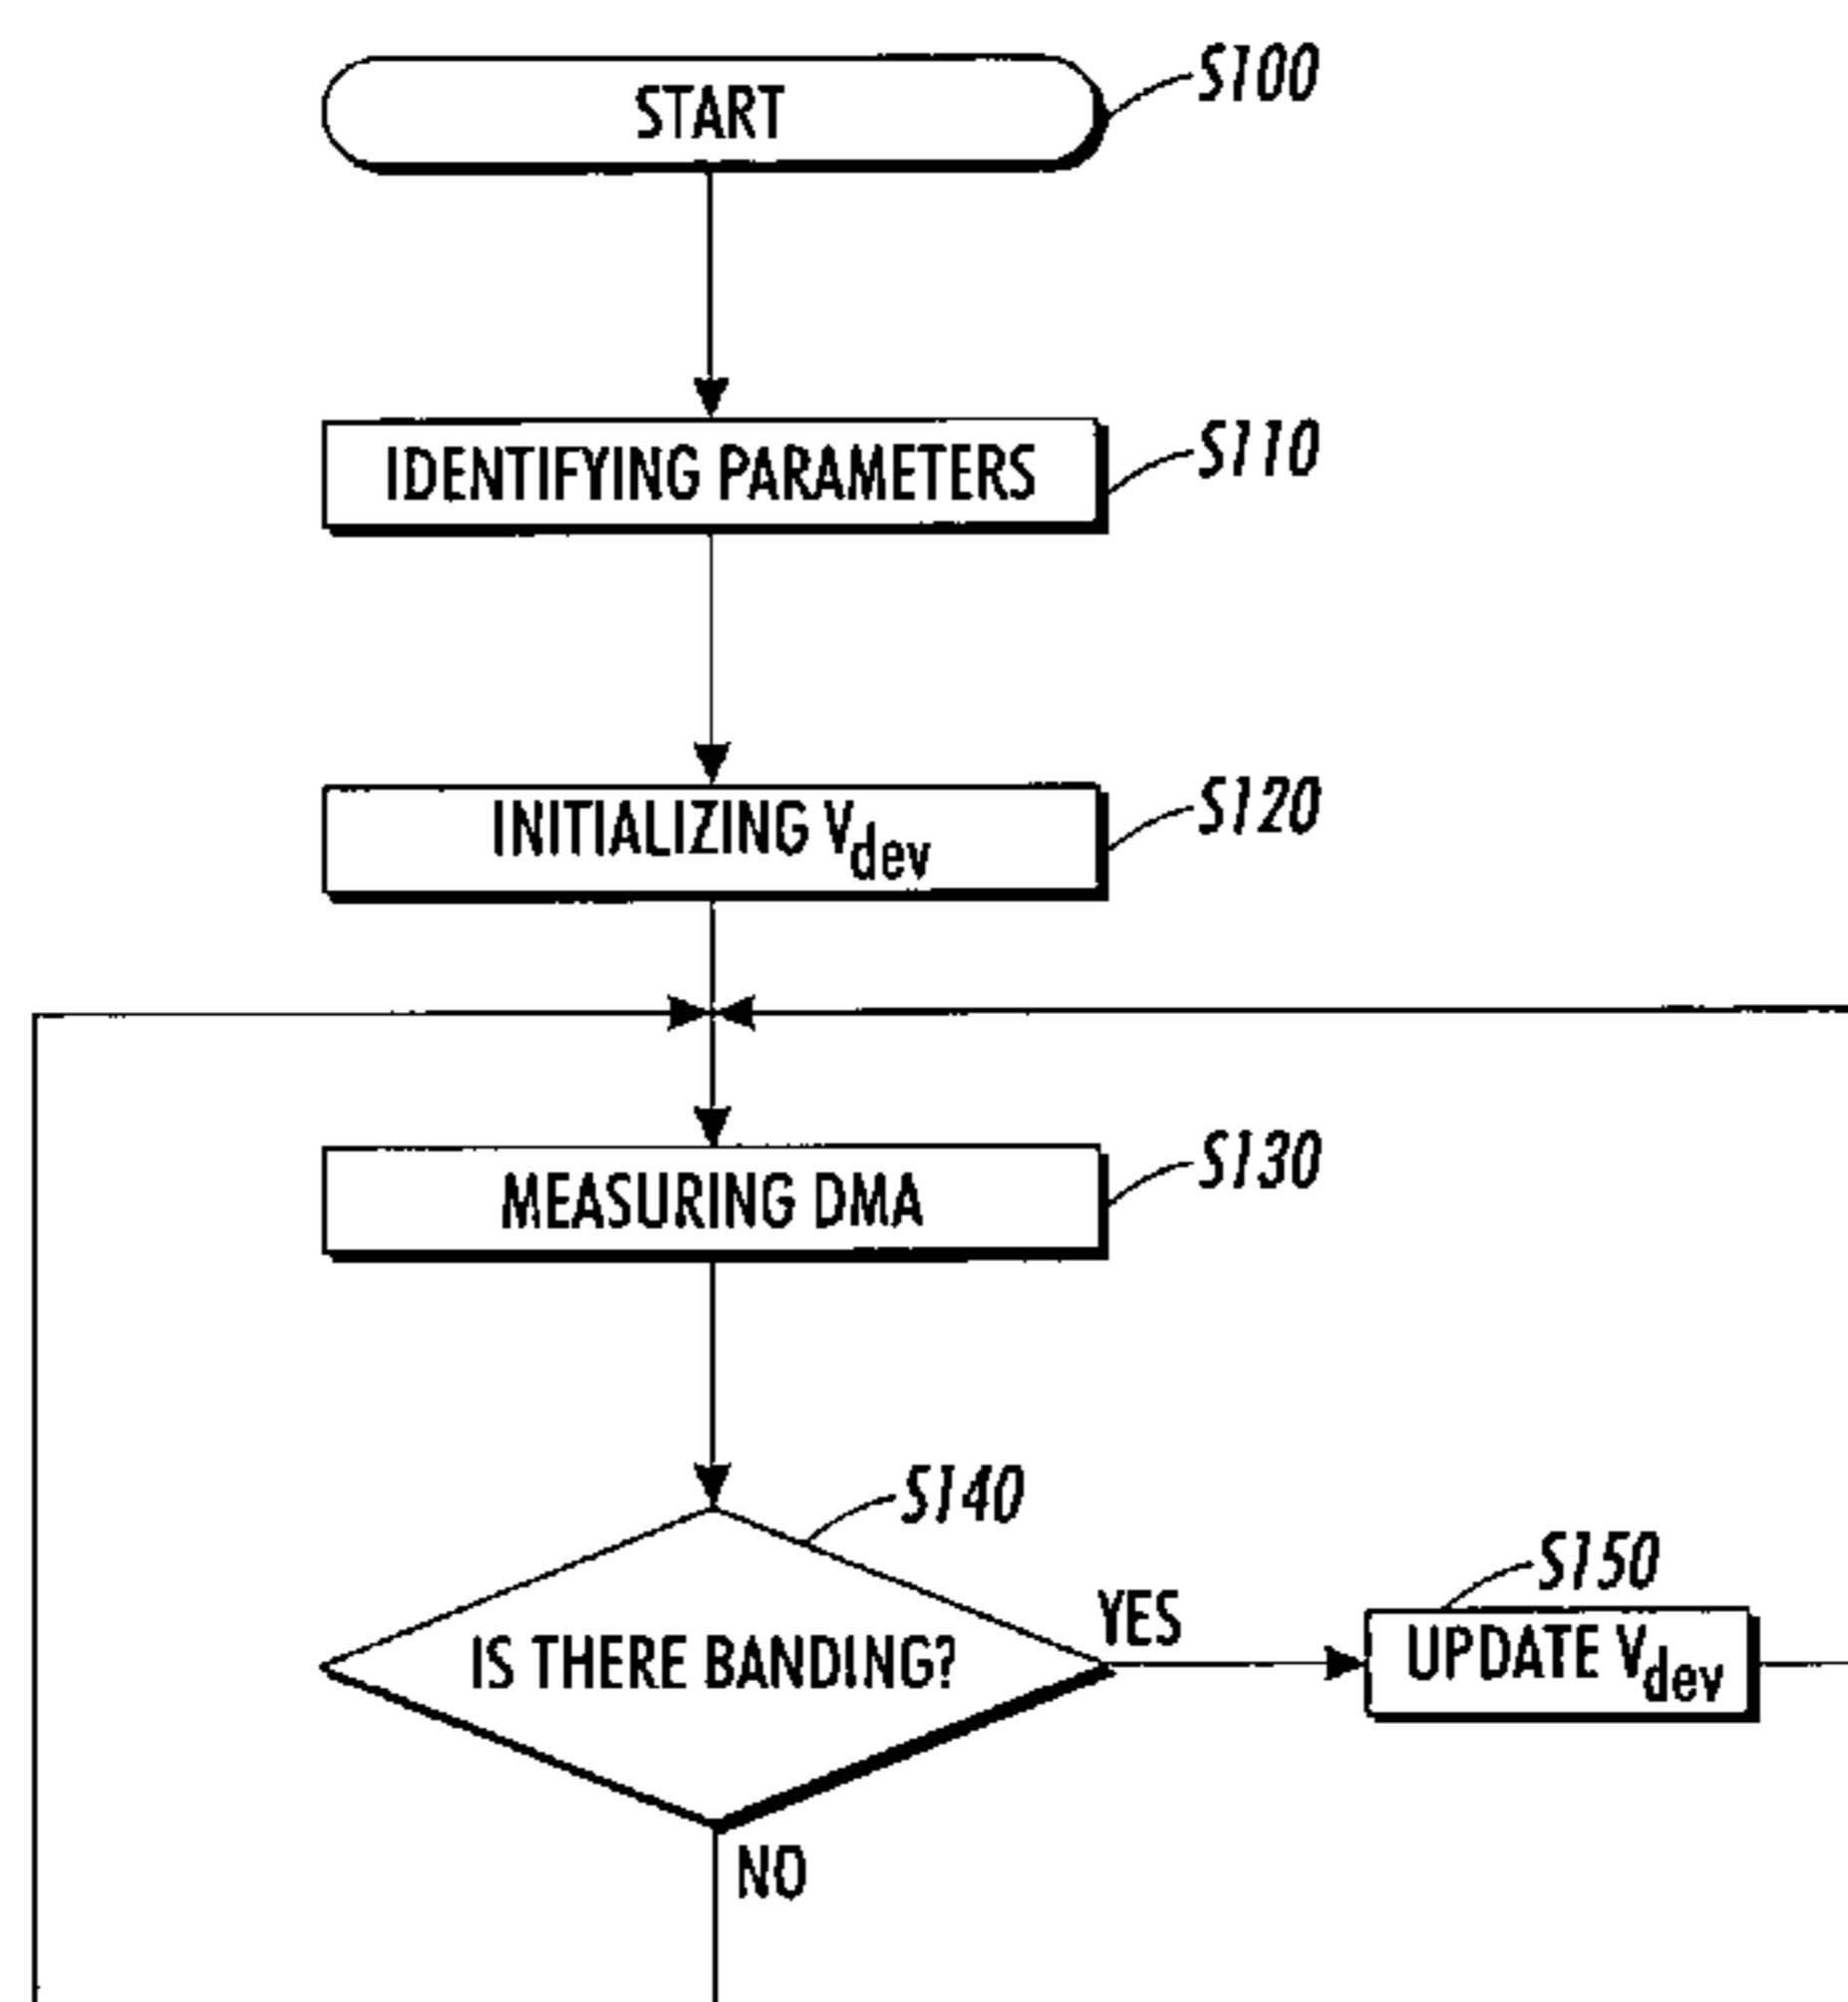 START
S100
IDENTIFYING PARAMETERS
S110
INITIALIZING Vdev
S120
MEASURING DMA
S130
S140
IS THERE BANDING?
YES
S150
UPDATE Vdev
NO